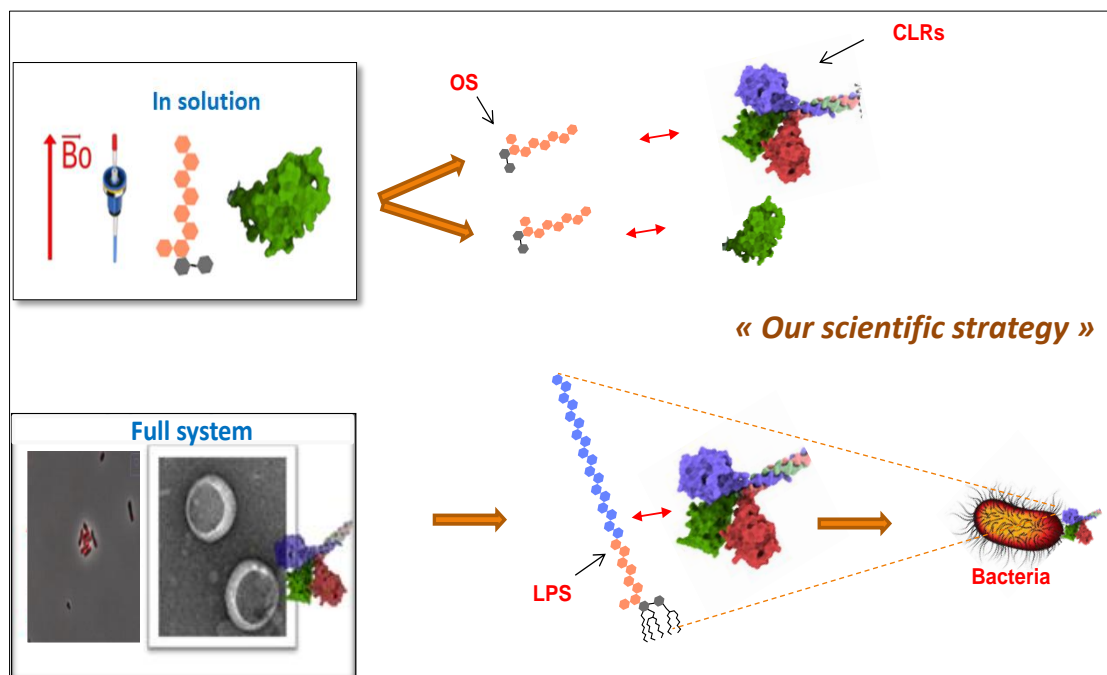 In solution
Bo
OS
CLRs
« Our scientific strategy »
Full system
LPS
Bacteria